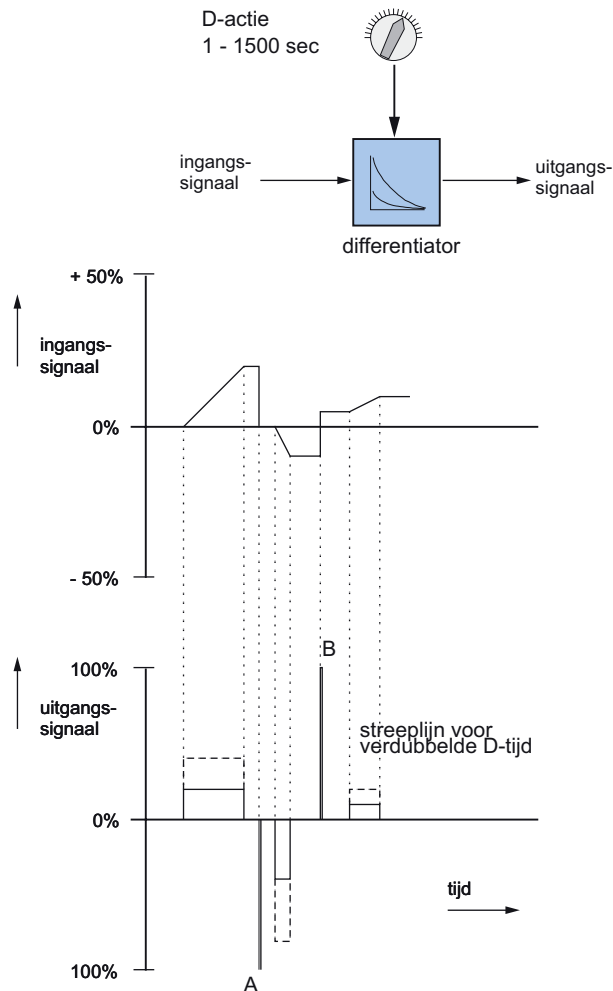 D-actie
1 - 1500 sec
ingangs-
signaal
uitgangs-
signaal
differentiator
+ 50%
ingangs-
signaal
0%
- 50%
100%
B
uitgangs-
signaal
streeplijn voor
verdubbelde D-tijd
0%
tijd
100%
A